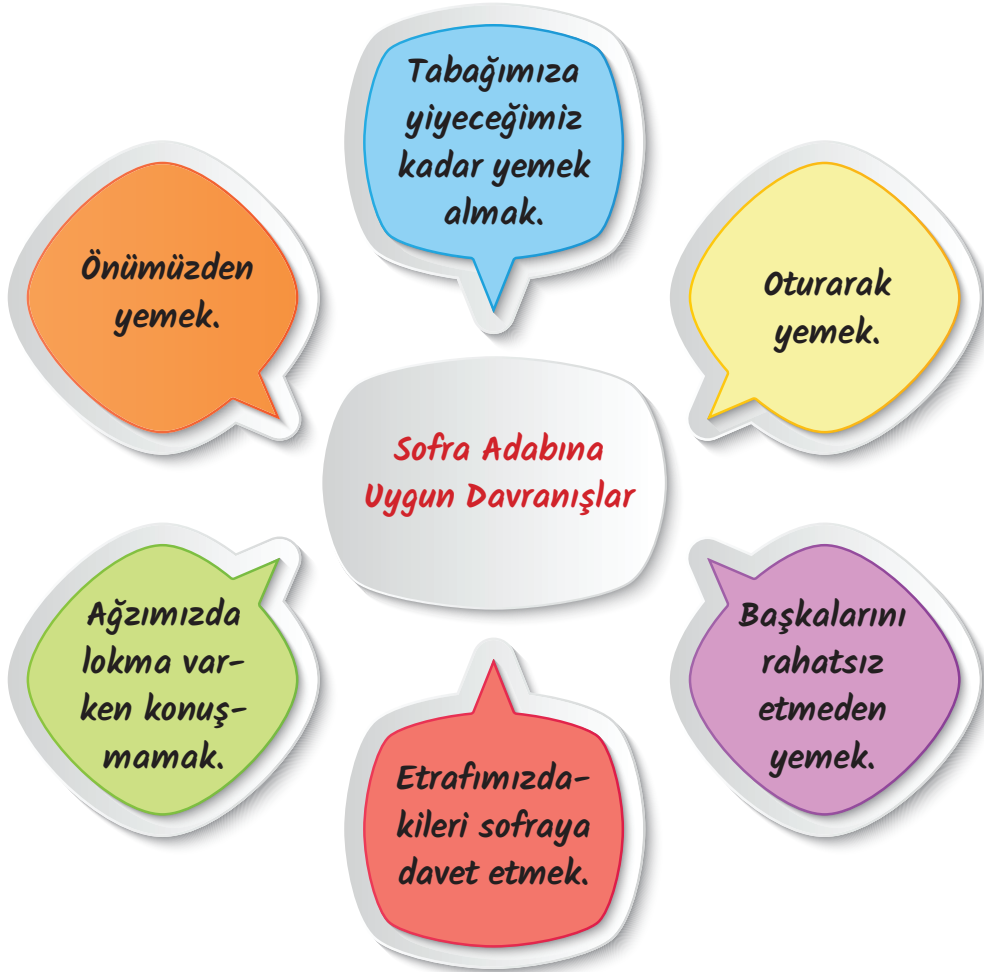 Tabağımıza
yiyeceğimiz
kadar yemek
almak.
Önümüzden
yemek.
Oturarak
yemek.
Sofra Adabına
Uygun Davranışlar
Ağzımızda
lokma var-
ken konuş-
mamak.
Başkalarını
rahatsız
etmeden
yemek.
Etrafımızda-
kileri sofraya
davet etmek.